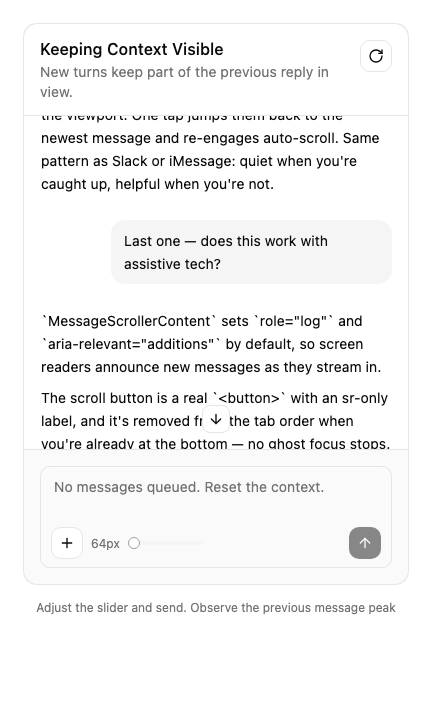 Keeping Context Visible
New turns keep part of the previous reply in
view.
the viewport. One tap jumps them back to the
newest message and re-engages auto-scroll. Same
pattern as Slack or iMessage: quiet when you're
caught up, helpful when you're not.
Last one — does this work with
assistive tech?
`MessageScrollerContent` sets `role="log"` and
`aria-relevant="additions"` by default, so screen
readers announce new messages as they stream in.
The scroll button is a real `<button>` with an sr-only
label, and it's removed the tab order when
you're already at the bottom — no ghost focus stops.
No messages queued. Reset the context.
64px
Adjust the slider and send. Observe the previous message peak